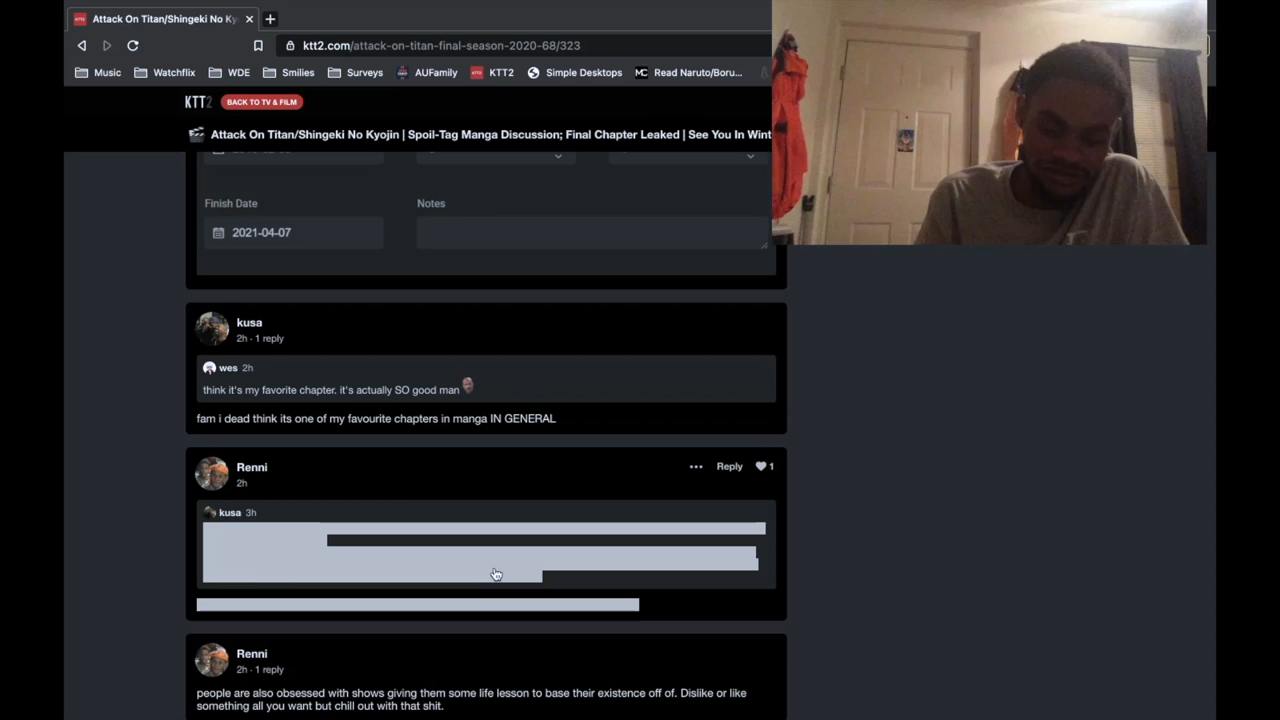 Attack On Titan/Shingeki No Ky
ktt2.com/attack-on-titan-final-season-2020-68/323
Music Watchflix WDE Smilies Surveys AUFamily KTT2 Simple Desktops Read Naruto/Boru...
KTT2 BACK TO TV & FILM
Attack On Titan/Shingeki No Kyojin | Spoil-Tag Manga Discussion; Final Chapter Leaked | See You In Wint
Finish Date Notes
2021-04-07
kusa
2h - 1 reply
wes 2h
think it's my favorite chapter. it's actually SO good man
fam i dead think its one of my favourite chapters in manga IN GENERAL
Renni ••• Reply 1
2h
kusa 3h
Renni
2h - 1 reply
people are also obsessed with shows giving them some life lesson to base their existence off of. Dislike or like
something all you want but chill out with that shit.